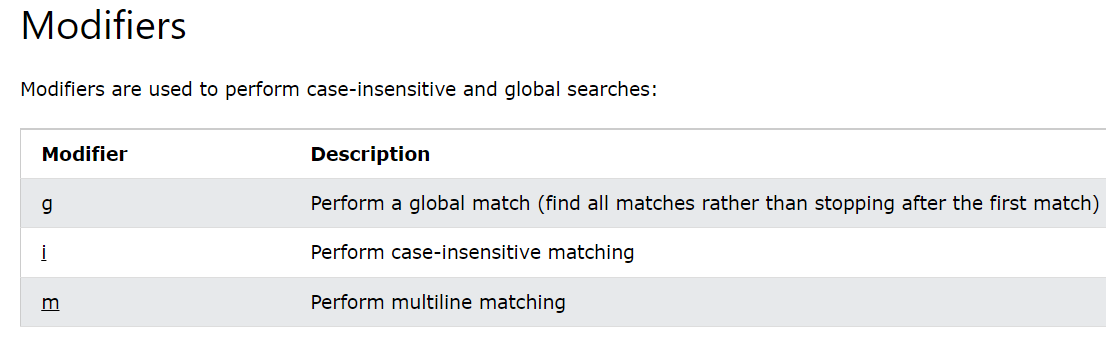 Modifiers
Modifiers are used to perform case-insensitive and global searches:
Modifier Description
g Perform a global match (find all matches rather than stopping after the first match)
i Perform case-insensitive matching
m Perform multiline matching